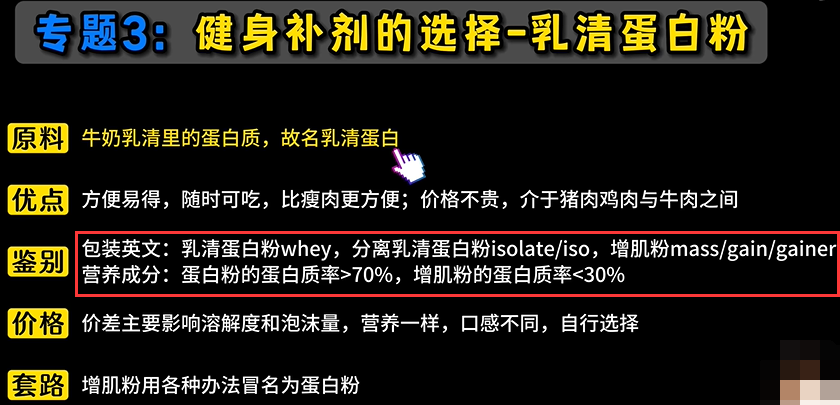 专题3：健身补剂的选择-乳清蛋白粉
原料 牛奶乳清里的蛋白质，故名乳清蛋白
优点 方便易得，随时可吃，比瘦肉更方便；价格不贵，介于猪肉鸡肉与牛肉之间
鉴别 包装英文：乳清蛋白粉whey，分离乳清蛋白粉isolate/iso，增肌粉mass/gain/gainer
营养成分：蛋白粉的蛋白质率>70%，增肌粉的蛋白质率<30%
价格 价差主要影响溶解度和泡沫量，营养一样，口感不同，自行选择
套路 增肌粉用各种办法冒名为蛋白粉